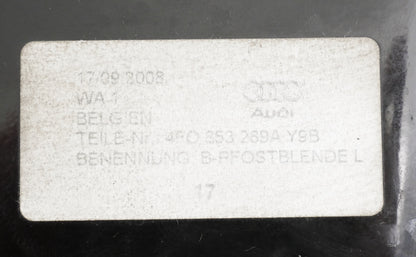 17/09 2008
WA 1
Audi
BELGIEN
TEILE-Nr. 4F0 853 269A Y9B
BENENNUNG B-PFOSTBLENDE L
17